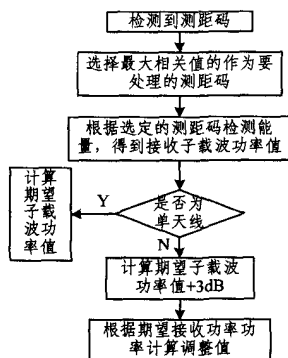 检测到测距码
选择最大相关值的作为要
处理的测距码
根据选定的测距码检测能
量，得到接收子载波功率值
是否为
单天线
Y
N
计算
期望
子载
波功
率值
计算期望子载波
功率值+3dB
根据期望接收功率功
率计算调整值